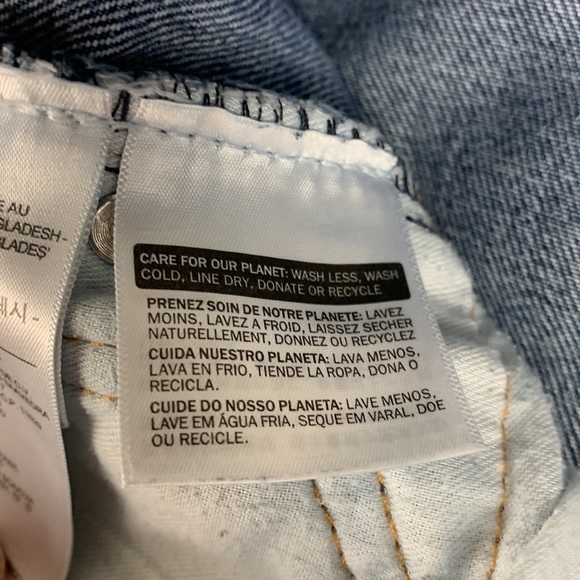 E AU
GLADESH -
GLADEŞ'
CARE FOR OUR PLANET: WASH LESS, WASH
COLD, LINE DRY, DONATE OR RECYCLE
PRENEZ SOIN DE NOTRE PLANETE: LAVEZ
MOINS, LAVEZ A FROID, LAISSEZ SECHER
NATURELLEMENT, DONNEZ OU RECYCLEZ
CUIDA NUESTRO PLANETA: LAVA MENOS,
LAVA EN FRIO, TIENDE LA ROPA, DONA O
RECICLA.
CUIDE DO NOSSO PLANETA: LAVE MENOS,
LAVE EM ÁGUA FRIA, SEQUE EM VARAL, DOE
OU RECICLE.